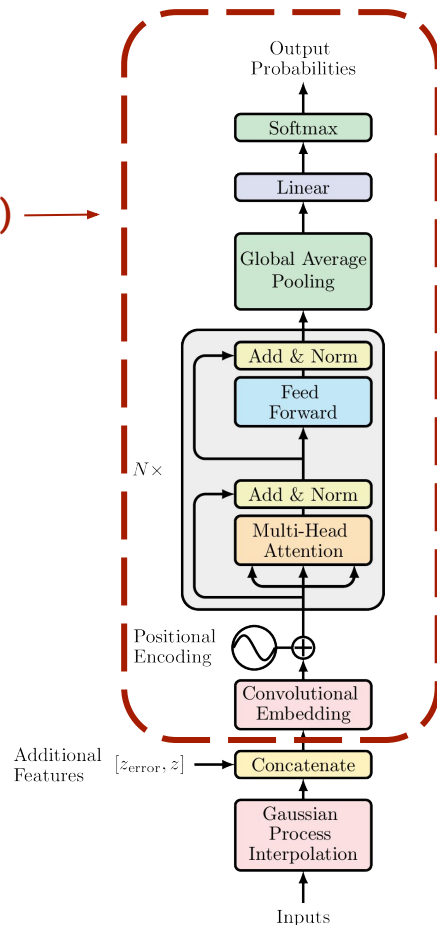 Output
Probabilities
Softmax
)
Linear
Global Average
Pooling
Add & Norm
Feed
Forward
N×
Add & Norm
Multi-Head
Attention
Positional
Encoding
Convolutional
Embedding
Additional
Features
[z_error, z]
Concatenate
Gaussian
Process
Interpolation
Inputs